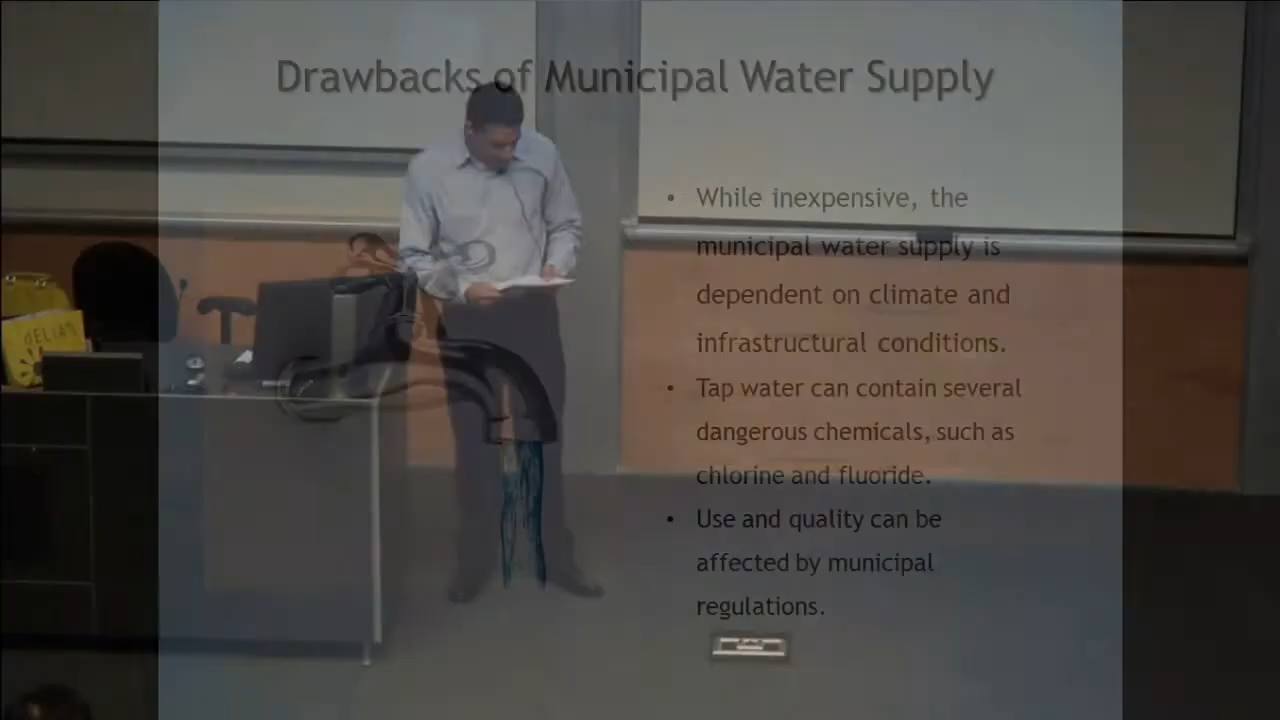 Drawbacks of Municipal Water Supply
• While inexpensive, the
municipal water supply is
dependent on climate and
infrastructural conditions.
• Tap water can contain several
dangerous chemicals, such as
chlorine and fluoride.
• Use and quality can be
affected by municipal
regulations.